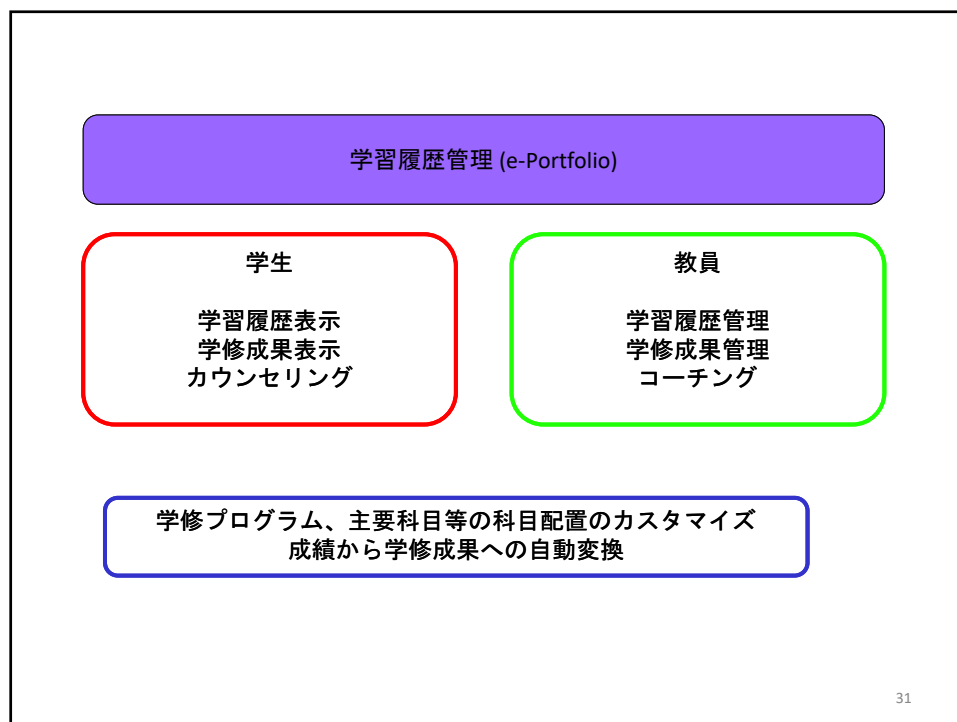 学習履歴管理 (e-Portfolio)
学生
学習履歴表示
学修成果表示
カウンセリング
教員
学習履歴管理
学修成果管理
コーチング
学修プログラム、主要科目等の科目配置のカスタマイズ
成績から学修成果への自動変換
31